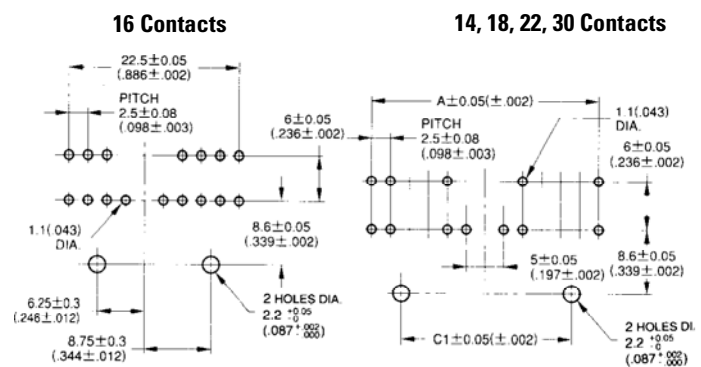 16 Contacts
14, 18, 22, 30 Contacts
22.5±0.05
(.886±.002)
PITCH
2.5±0.08
(.098±.003)
6±0.05
(.236±.002)
1.1(.043)
DIA.
8.6±0.05
(.339±.002)
6.25±0.3
(.246±.012)
8.75±0.3
(.344±.012)
2 HOLES DIA.
2.2 +0.05 -0
(.087 +.002 -.000)
A±0.05(±.002)
PITCH
2.5±0.08
(.098±.003)
1.1(.043)
DIA.
6±0.05
(.236±.002)
5±0.05
(.197±.002)
8.6±0.05
(.339±.002)
C1±0.05(±.002)
2 HOLES DI
2.2 +0.05 -0
(.087 +.002 -.000)